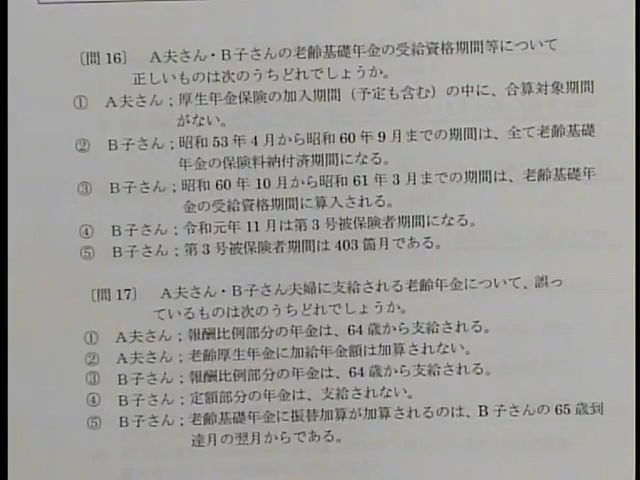 〔問 16〕 A夫さん・B子さんの老齢基礎年金の受給資格期間等について
正しいものは次のうちどれでしょうか。
① A夫さん；厚生年金保険の加入期間（予定も含む）の中に、合算対象期間
がない。
② B子さん；昭和 53 年 4 月から昭和 60 年 9 月までの期間は、全て老齢基礎
年金の保険料納付済期間になる。
③ B子さん；昭和 60 年 10 月から昭和 61 年 3 月までの期間は、老齢基礎年
金の受給資格期間に算入される。
④ B子さん；令和元年 11 月は第 3 号被保険者期間になる。
⑤ B子さん；第 3 号被保険者期間は 403 箇月である。
〔問 17〕 A夫さん・B子さん夫婦に支給される老齢年金について、誤っ
ているものは次のうちどれでしょうか。
① A夫さん；報酬比例部分の年金は、64 歳から支給される。
② A夫さん；老齢厚生年金に加給年金額は加算されない。
③ B子さん；報酬比例部分の年金は、64 歳から支給される。
④ B子さん；定額部分の年金は、支給されない。
⑤ B子さん；老齢基礎年金に振替加算が加算されるのは、B子さんの 65 歳到
達月の翌月からである。